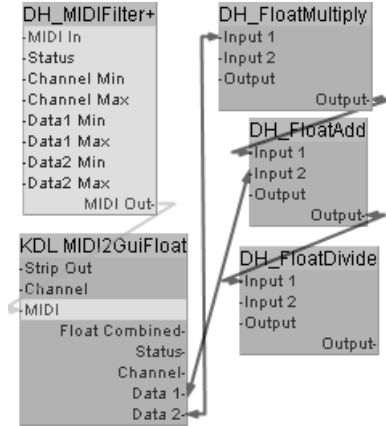 DH_MIDIFilter+
-MIDI In
-Status
-Channel Min
-Channel Max
-Data1 Min
-Data1 Max
-Data2 Min
-Data2 Max
MIDI Out-
KDL MIDI2GuiFloat
-Strip Out
-Channel
-MIDI
Float Combined-
Status-
Channel-
Data 1-
Data 2-
DH_FloatMultiply
-Input 1
-Input 2
-Output
Output-
DH_FloatAdd
-Input 1
-Input 2
-Output
Output-
DH_FloatDivide
-Input 1
-Input 2
-Output
Output-